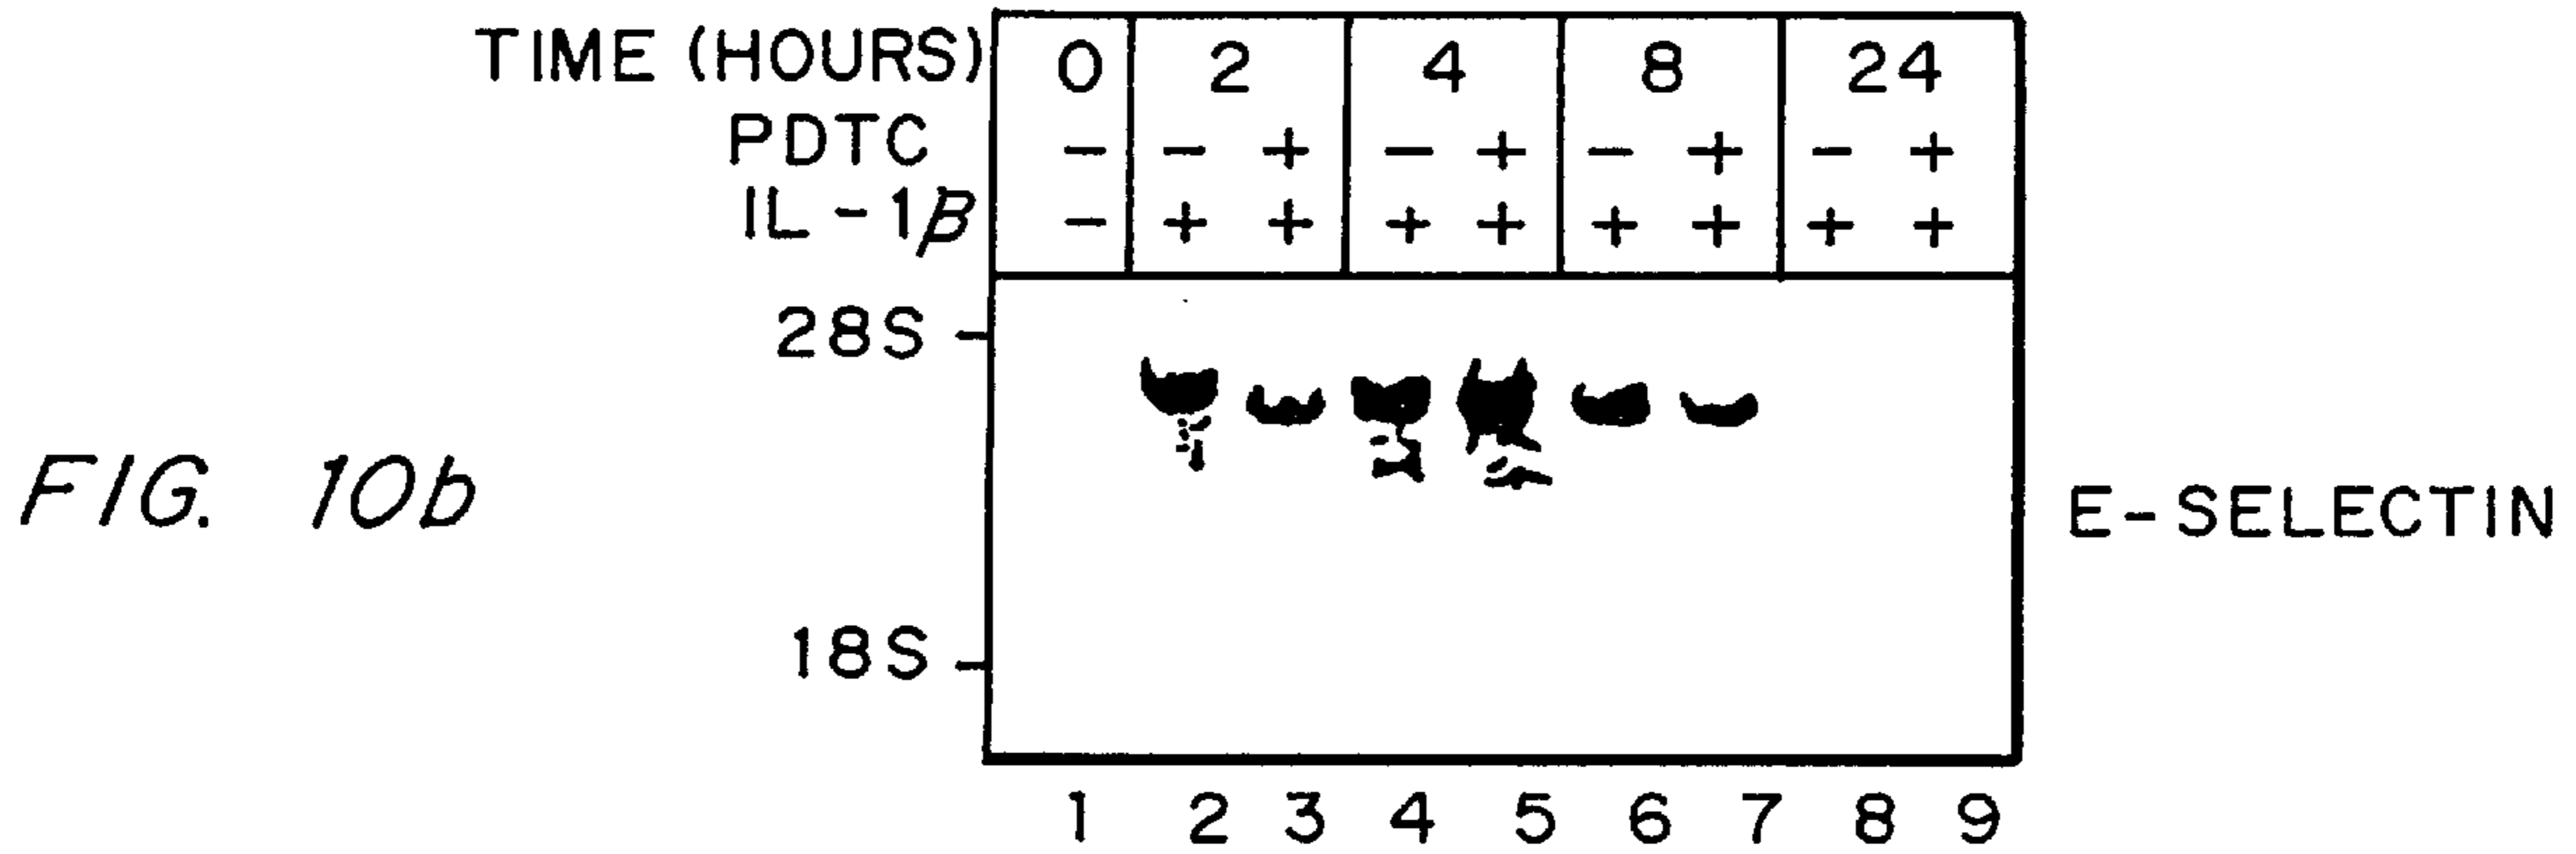 TIME (HOURS) 0 2 4 8 24
PDTC - - + - + - + - +
IL-1β - + + + + + + + +
28S
FIG. 10b
E-SELECTIN
18S
1 2 3 4 5 6 7 8 9